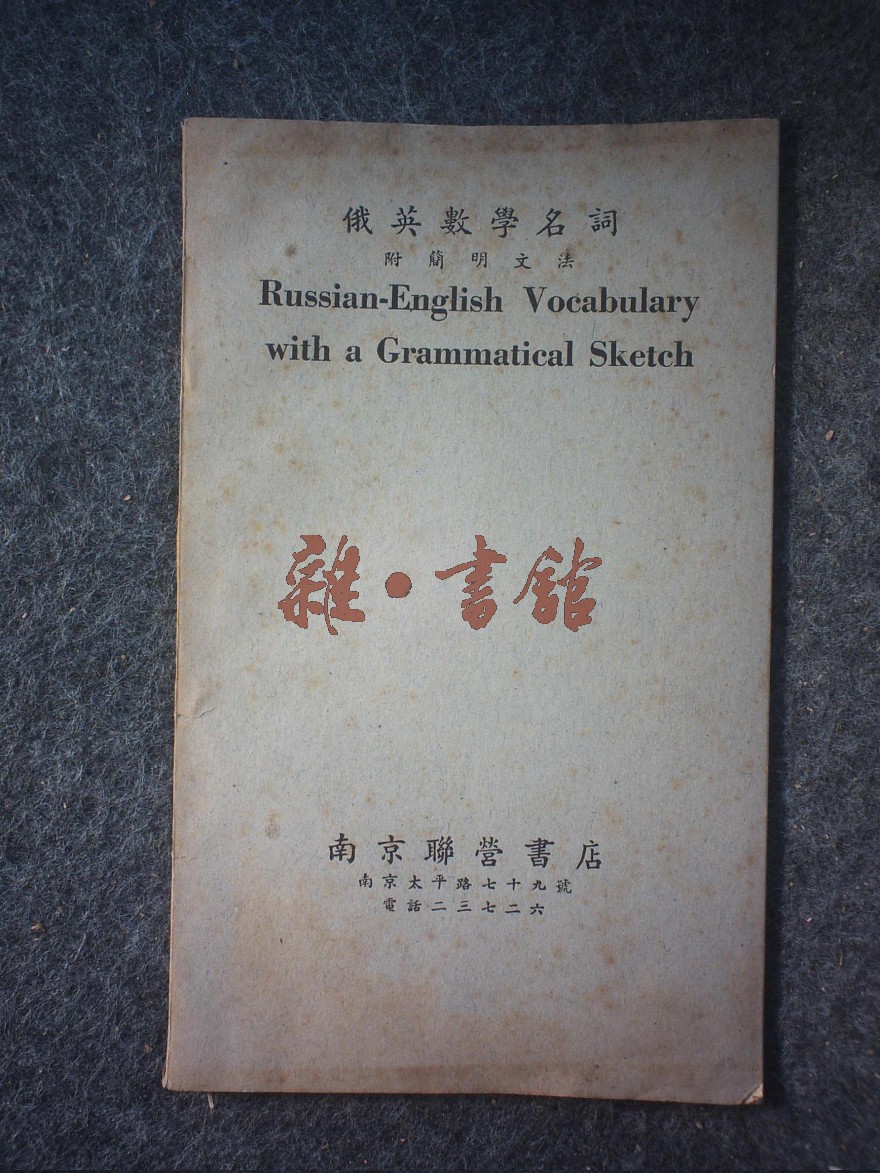 俄英數學名詞
附簡明文法
Russian-English Vocabulary
with a Grammatical Sketch
雜·書館
南京聯營書店
南京太平路七十九號
電話二三七二六